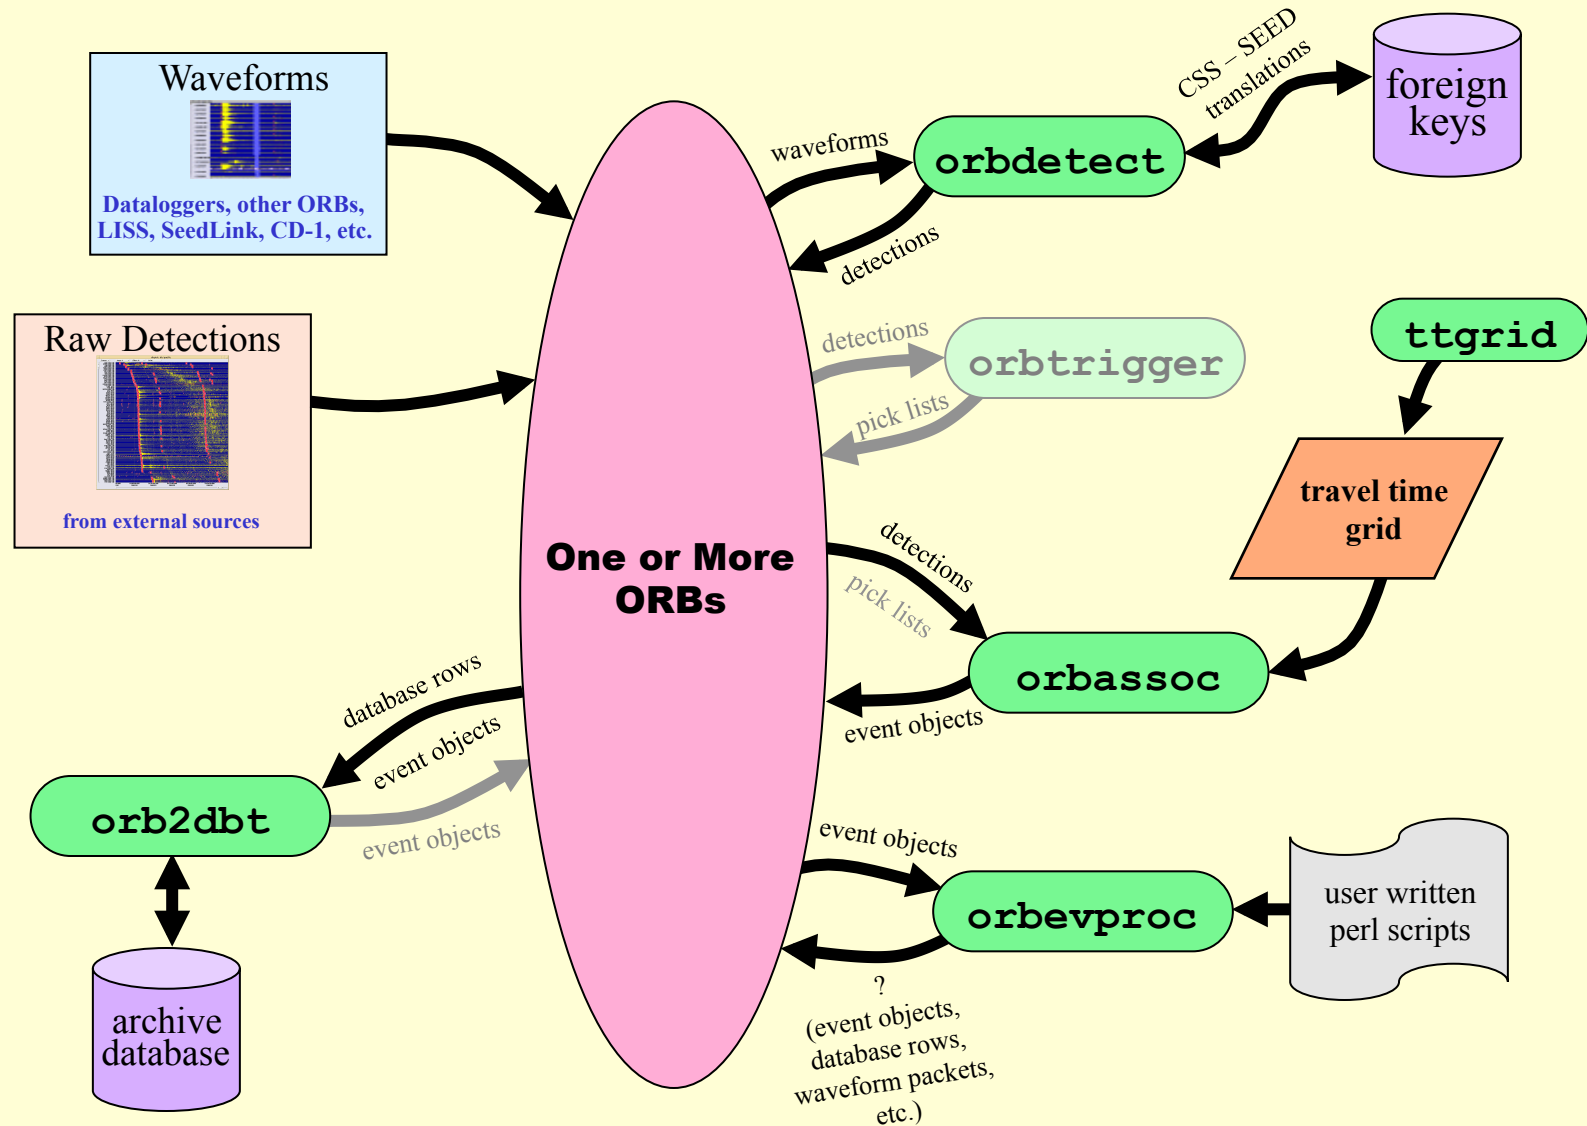 Waveforms
Dataloggers, other ORBs,
LISS, SeedLink, CD-1, etc.
Raw Detections
from external sources
One or More
ORBs
waveforms
detections
orbdetect
CSS – SEED
translations
foreign
keys
detections
pick lists
orbtrigger
ttgrid
travel time
grid
detections
pick lists
orbassoc
event objects
database rows
event objects
event objects
orb2dbt
archive
database
event objects
orbevproc
user written
perl scripts
?
(event objects,
database rows,
waveform packets,
etc.)